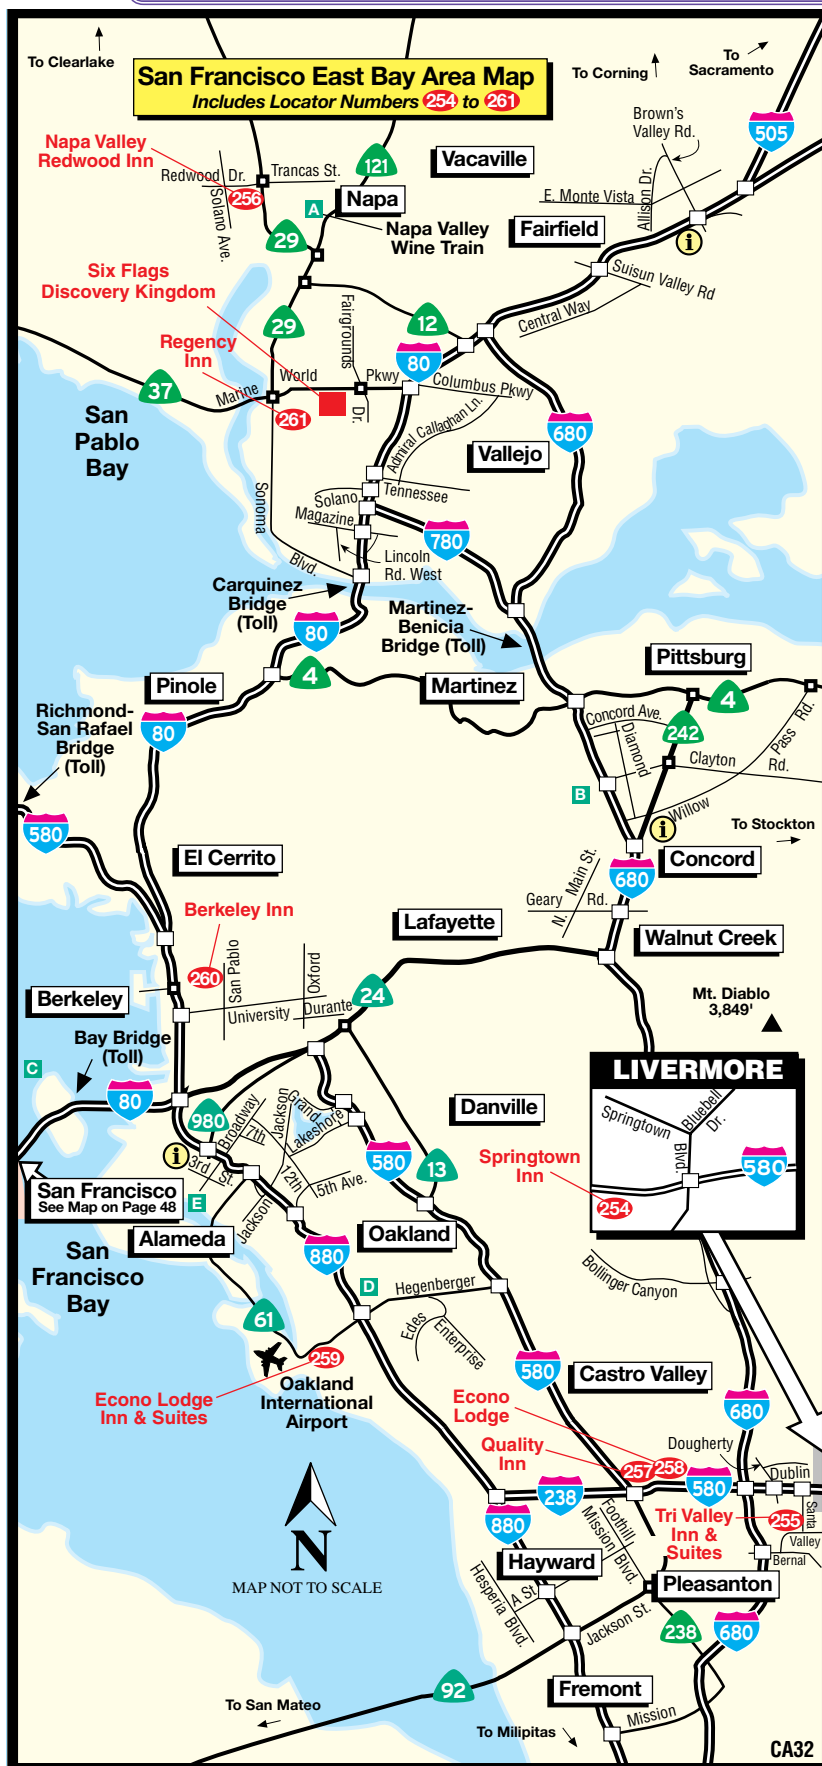 To Clearlake
San Francisco East Bay Area Map
Includes Locator Numbers 254 to 261
To Corning
To
Sacramento
Brown's
Valley Rd.
505
Napa Valley
Redwood Inn
Redwood Dr.
Trancas St.
121
Vacaville
256
Solano Ave.
A
Napa
E. Monte Vista
Allison Dr.
Napa Valley
Wine Train
Fairfield
i
29
Six Flags
Discovery Kingdom
Suisun Valley Rd
Central Way
29
Fairgrounds
Dr.
12
Regency
Inn
80
37
Marine
World
Pkwy
Columbus Pkwy
261
San
Pablo
Bay
Admiral Callaghan Ln.
Vallejo
680
Solano
Tennessee
Magazine
Sonoma
Blvd.
780
Lincoln
Rd. West
Carquinez
Bridge
(Toll)
Martinez-
Benicia
Bridge (Toll)
80
Pittsburg
4
Pinole
Martinez
4
Richmond-
San Rafael
Bridge
(Toll)
80
Concord Ave.
242
Diamond
Pass Rd.
Clayton
Rd.
B
Willow
i
580
To Stockton
El Cerrito
Concord
N. Main St.
680
Geary
Rd.
Berkeley Inn
Lafayette
Walnut Creek
260
San Pablo
Oxford
Berkeley
24
University
Durante
Mt. Diablo
3,849'
Bay Bridge
(Toll)
C
80
980
Broadway
7th
Jackson
Grand
Lakeshore
Danville
LIVERMORE
Springtown
Blvd.
Bluebell
Dr.
580
254
Springtown
Inn
i
3rd
St.
12th
5th Ave.
580
13
E
San Francisco
See Map on Page 48
Jackson
Alameda
Oakland
880
San
Francisco
Bay
D
Hegenberger
Bollinger Canyon
61
Edes
Enterprise
259
580
Castro Valley
Econo Lodge
Inn & Suites
Oakland
International
Airport
Econo
Lodge
680
Quality
Inn
Dougherty
257
258
Dublin
238
580
N
MAP NOT TO SCALE
880
Foothill
Mission Blvd.
Tri Valley
Inn &
Suites
255
Santa
Valley
Bernal
Hayward
Hesperia Blvd.
A St.
Pleasanton
Jackson St.
238
680
92
Fremont
To San Mateo
Mission
To Milipitas
CA32